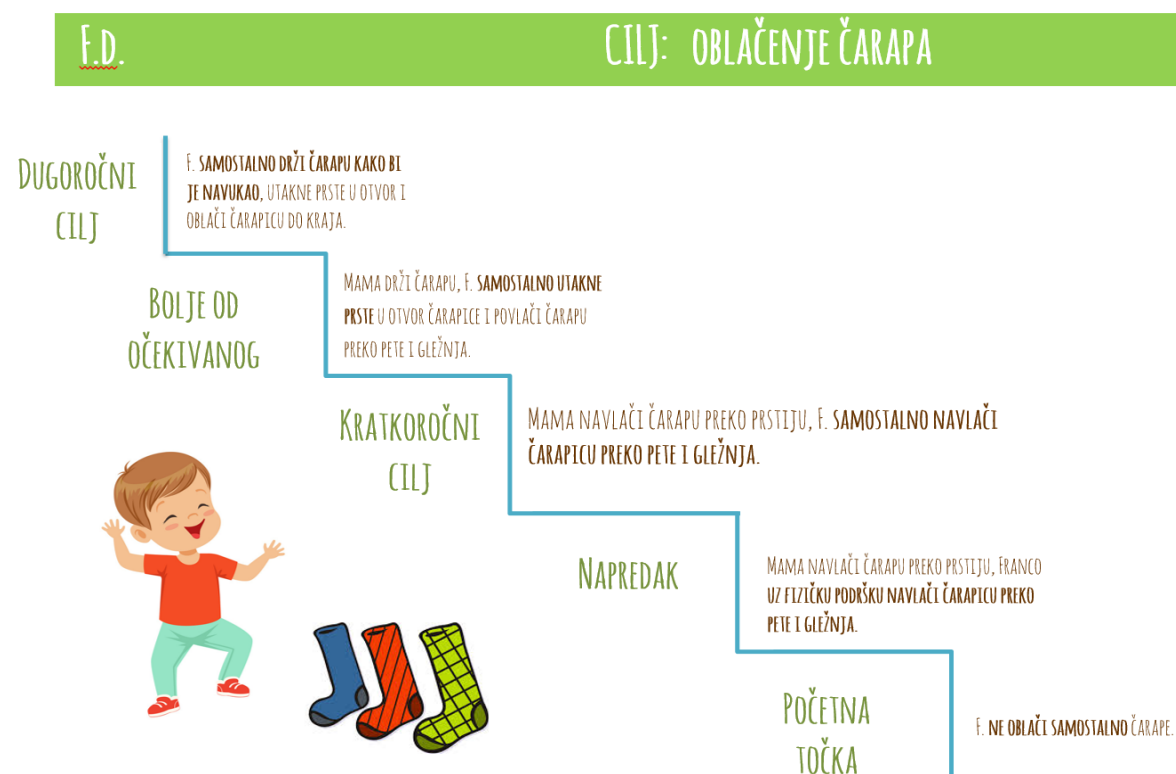 F.D.
CILJ: OBLAČENJE ČARAPA
DUGOROČNI
CILJ
F. SAMOSTALNO DRŽI ČARAPU KAKO BI
JE NAVUKAO, UTAKNE PRSTE U OTVOR I
OBLAČI ČARAPICU DO KRAJA.
BOLJE OD
OČEKIVANOG
MAMA DRŽI ČARAPU, F. SAMOSTALNO UTAKNE
PRSTE U OTVOR ČARAPICE I POVLAČI ČARAPU
PREKO PETE I GLEŽNJA.
KRATKOROČNI
CILJ
MAMA NAVLAČI ČARAPU PREKO PRSTIJU, F. SAMOSTALNO NAVLAČI
ČARAPICU PREKO PETE I GLEŽNJA.
NAPREDAK
MAMA NAVLAČI ČARAPU PREKO PRSTIJU, FRANCO
UZ FIZIČKU PODRŠKU NAVLAČI ČARAPICU PREKO
PETE I GLEŽNJA.
POČETNA
TOČKA
F. NE OBLAČI SAMOSTALNO ČARAPE.